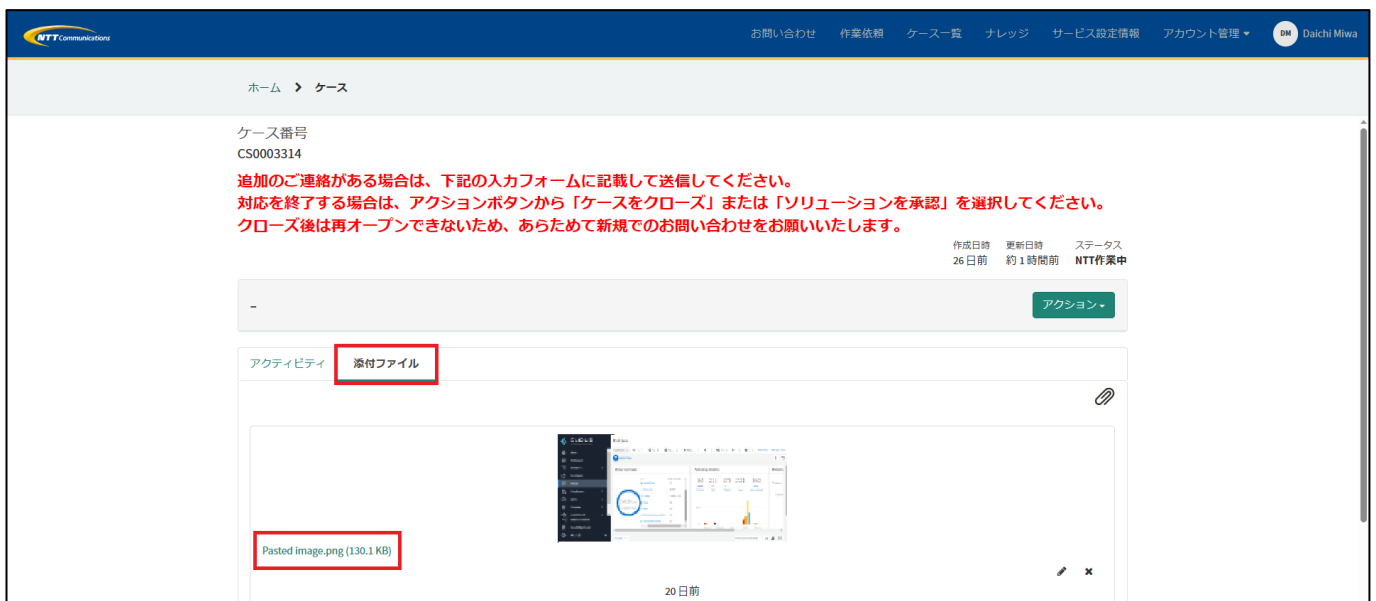 NTT Communications
お問い合わせ 作業依頼 ケース一覧 ナレッジ サービス設定情報 アカウント管理 DM Daichi Miwa
ホーム > ケース
ケース番号
CS0003314
追加のご連絡がある場合は、下記の入力フォームに記載して送信してください。
対応を終了する場合は、アクションボタンから「ケースをクローズ」または「ソリューションを承認」を選択してください。
クローズ後は再オープンできないため、あらためて新規でのお問い合わせをお願いいたします。
作成日時 更新日時 ステータス
26日前 約1時間前 NTT作業中
– アクション
アクティビティ 添付ファイル
Pasted image.png (130.1 KB)
20日前